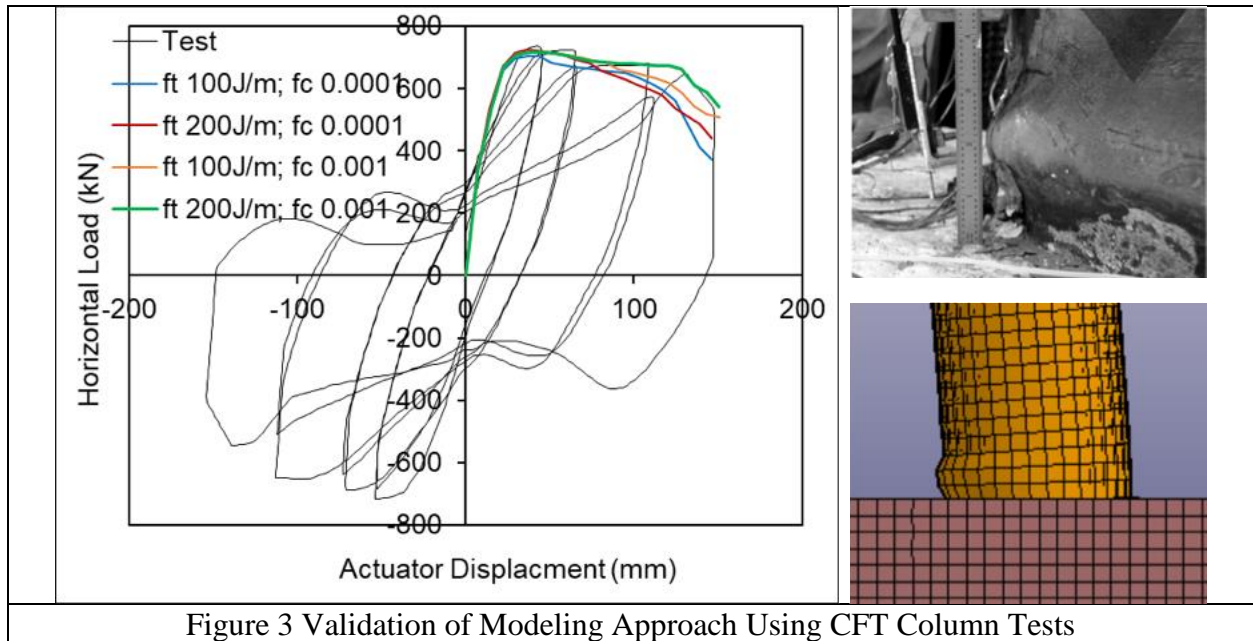 800
Test
ft 100J/m; fc 0.0001
600
ft 200J/m; fc 0.0001
400
ft 100J/m; fc 0.001
ft 200J/m; fc 0.001
200
0
-200 -100 0 100 200
-200
-400
-600
-800
Horizontal Load (kN)
Actuator Displacment (mm)
Figure 3 Validation of Modeling Approach Using CFT Column Tests